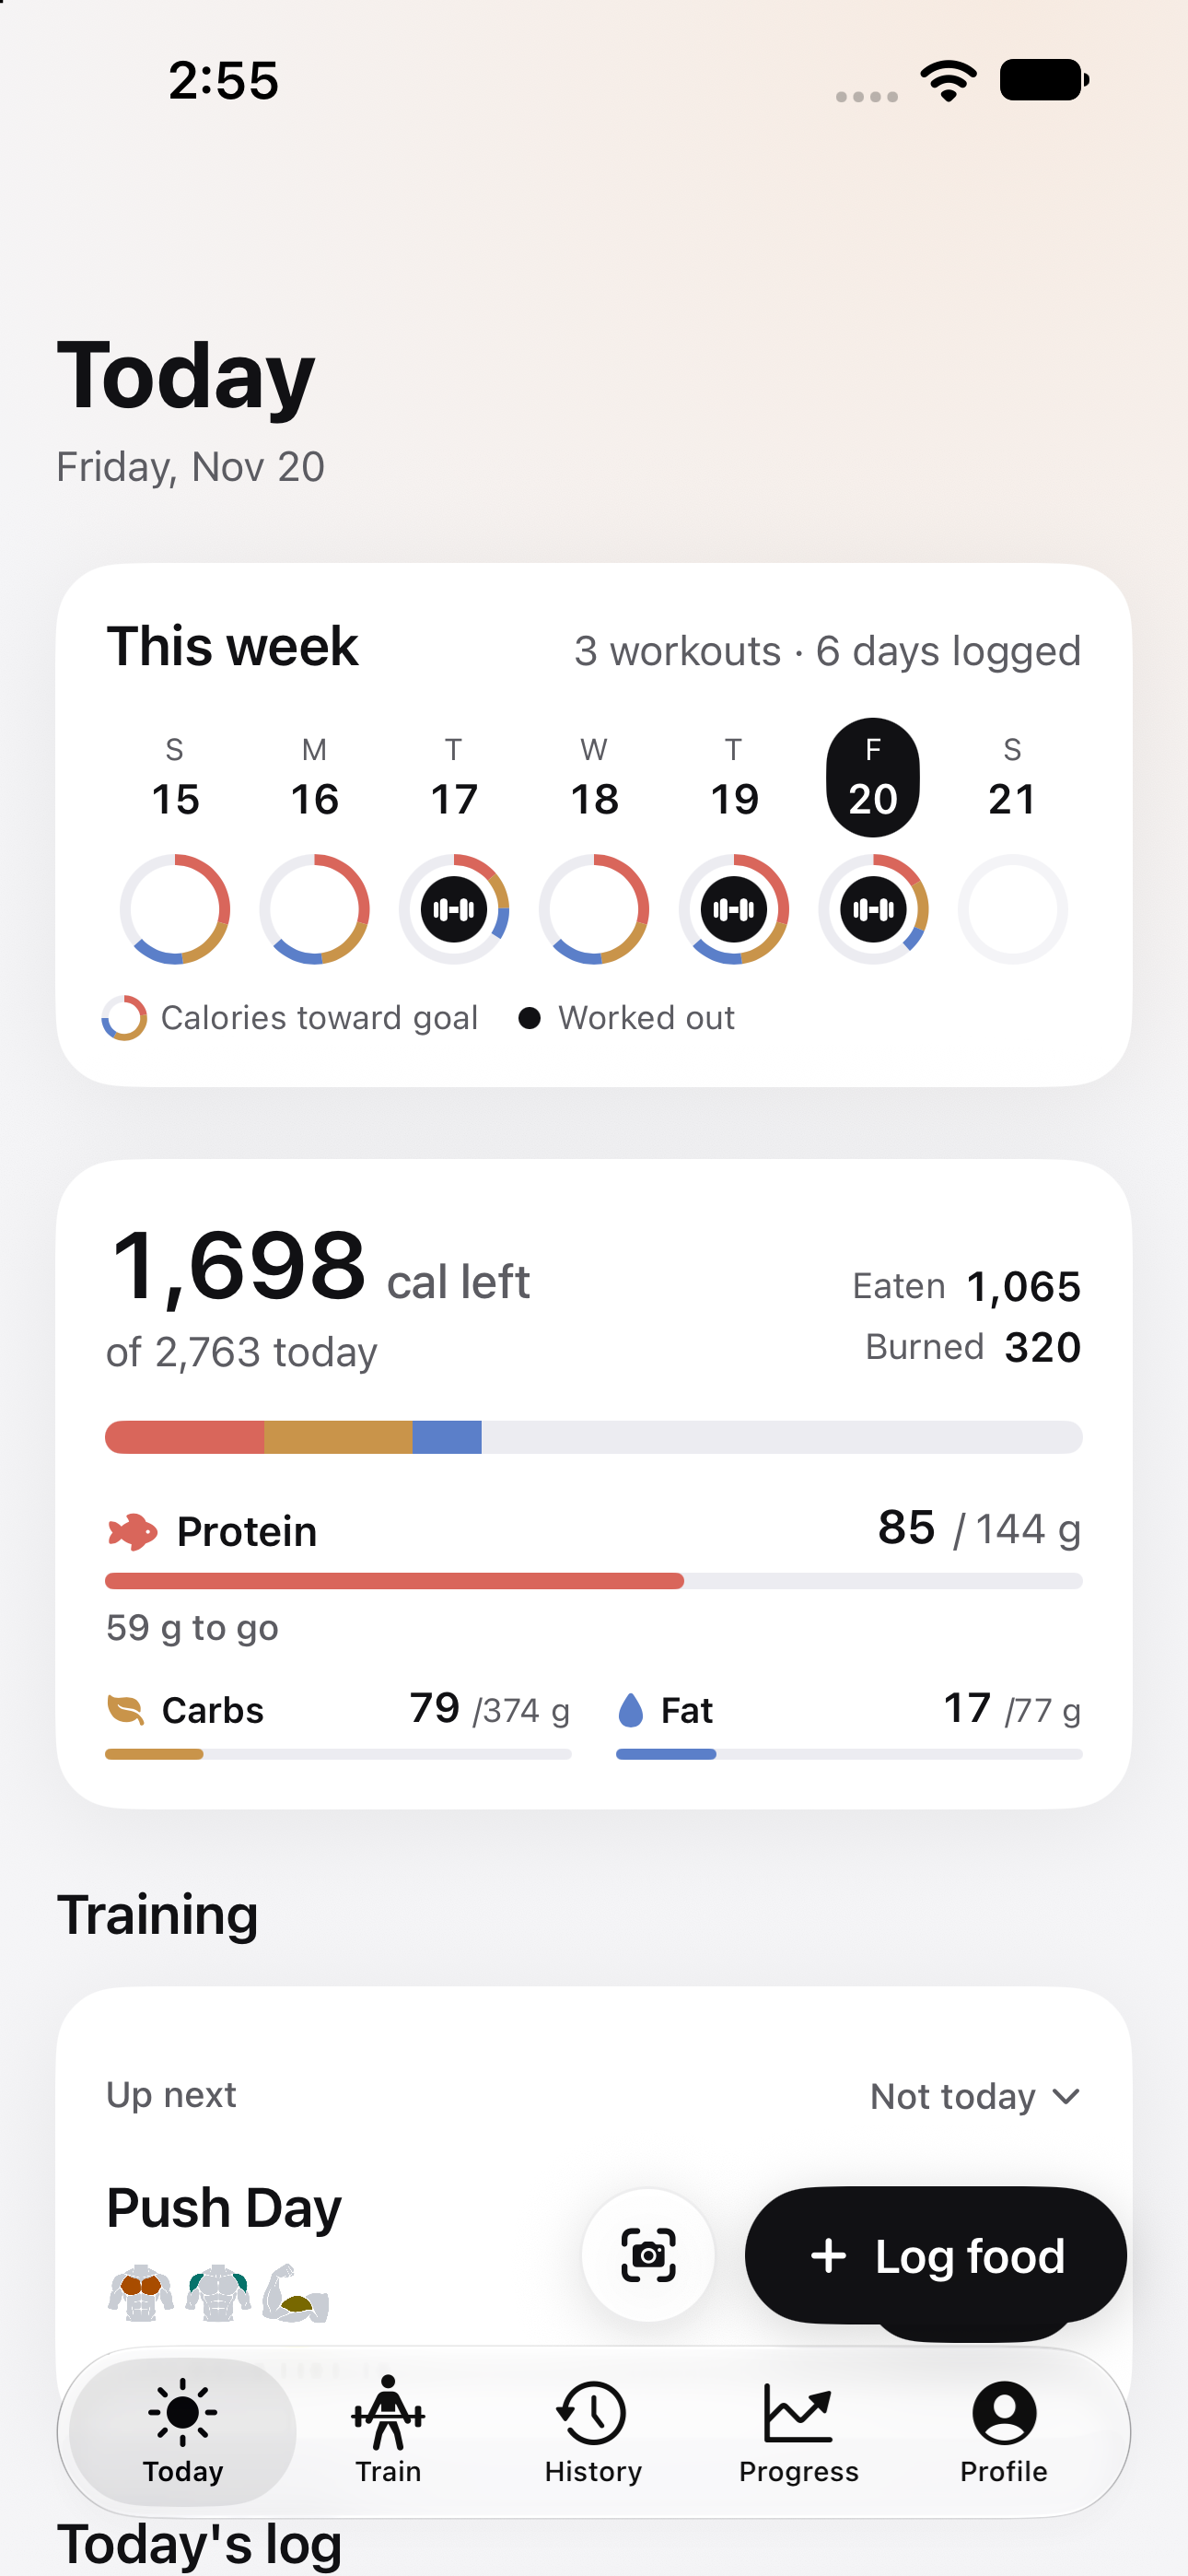 2:55
Today
Friday, Nov 20
This week
3 workouts · 6 days logged
S M T W T F S
15 16 17 18 19 20 21
Calories toward goal
Worked out
1,698 cal left
of 2,763 today
Eaten 1,065
Burned 320
Protein
85 / 144 g
59 g to go
Carbs 79 /374 g
Fat 17 /77 g
Training
Up next
Not today
Push Day
+ Log food
Today Train History Progress Profile
Today's log